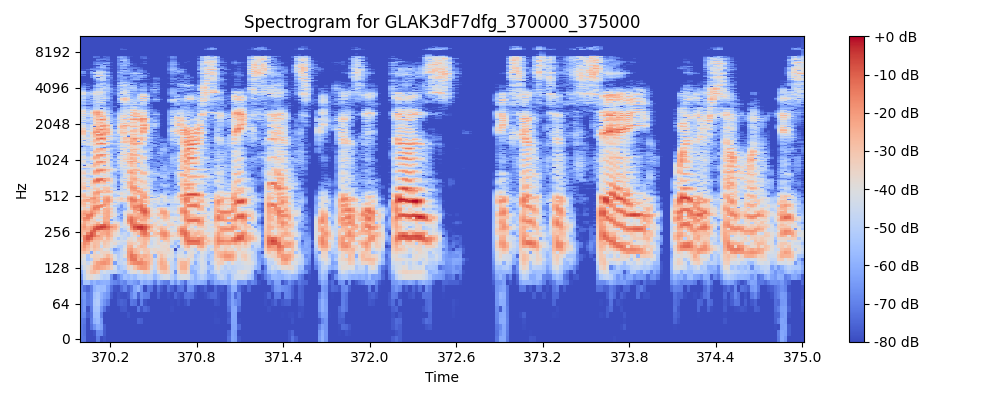 Spectrogram for GLAK3dF7dfg_370000_375000
Hz
8192
4096
2048
1024
512
256
128
64
0
370.2 370.8 371.4 372.0 372.6 373.2 373.8 374.4 375.0
Time
+0 dB
-10 dB
-20 dB
-30 dB
-40 dB
-50 dB
-60 dB
-70 dB
-80 dB